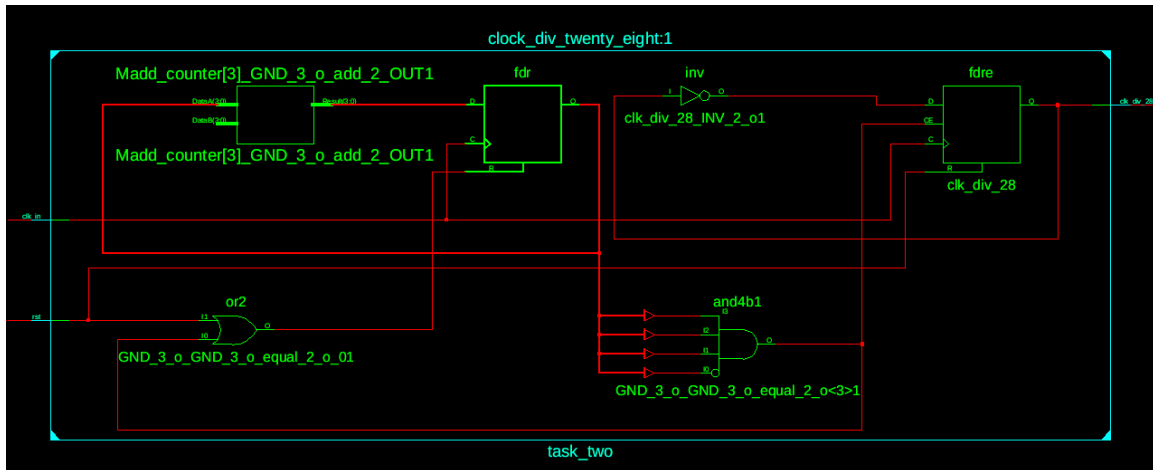 clock_div_twenty_eight:1
Madd_counter[3]_GND_3_o_add_2_OUT1
fdr
inv
fdre
DataA(3:0)
Result(3:0)
DataB(3:0)
D
Q
I
O
D
Q
clk_div_28
clk_div_28_INV_2_o1
CE
C
C
Madd_counter[3]_GND_3_o_add_2_OUT1
R
R
clk_div_28
clk_in
or2
and4b1
rst
I1
I3
O
I2
I0
O
I1
GND_3_o_GND_3_o_equal_2_o_01
I0
GND_3_o_GND_3_o_equal_2_o<3>1
task_two